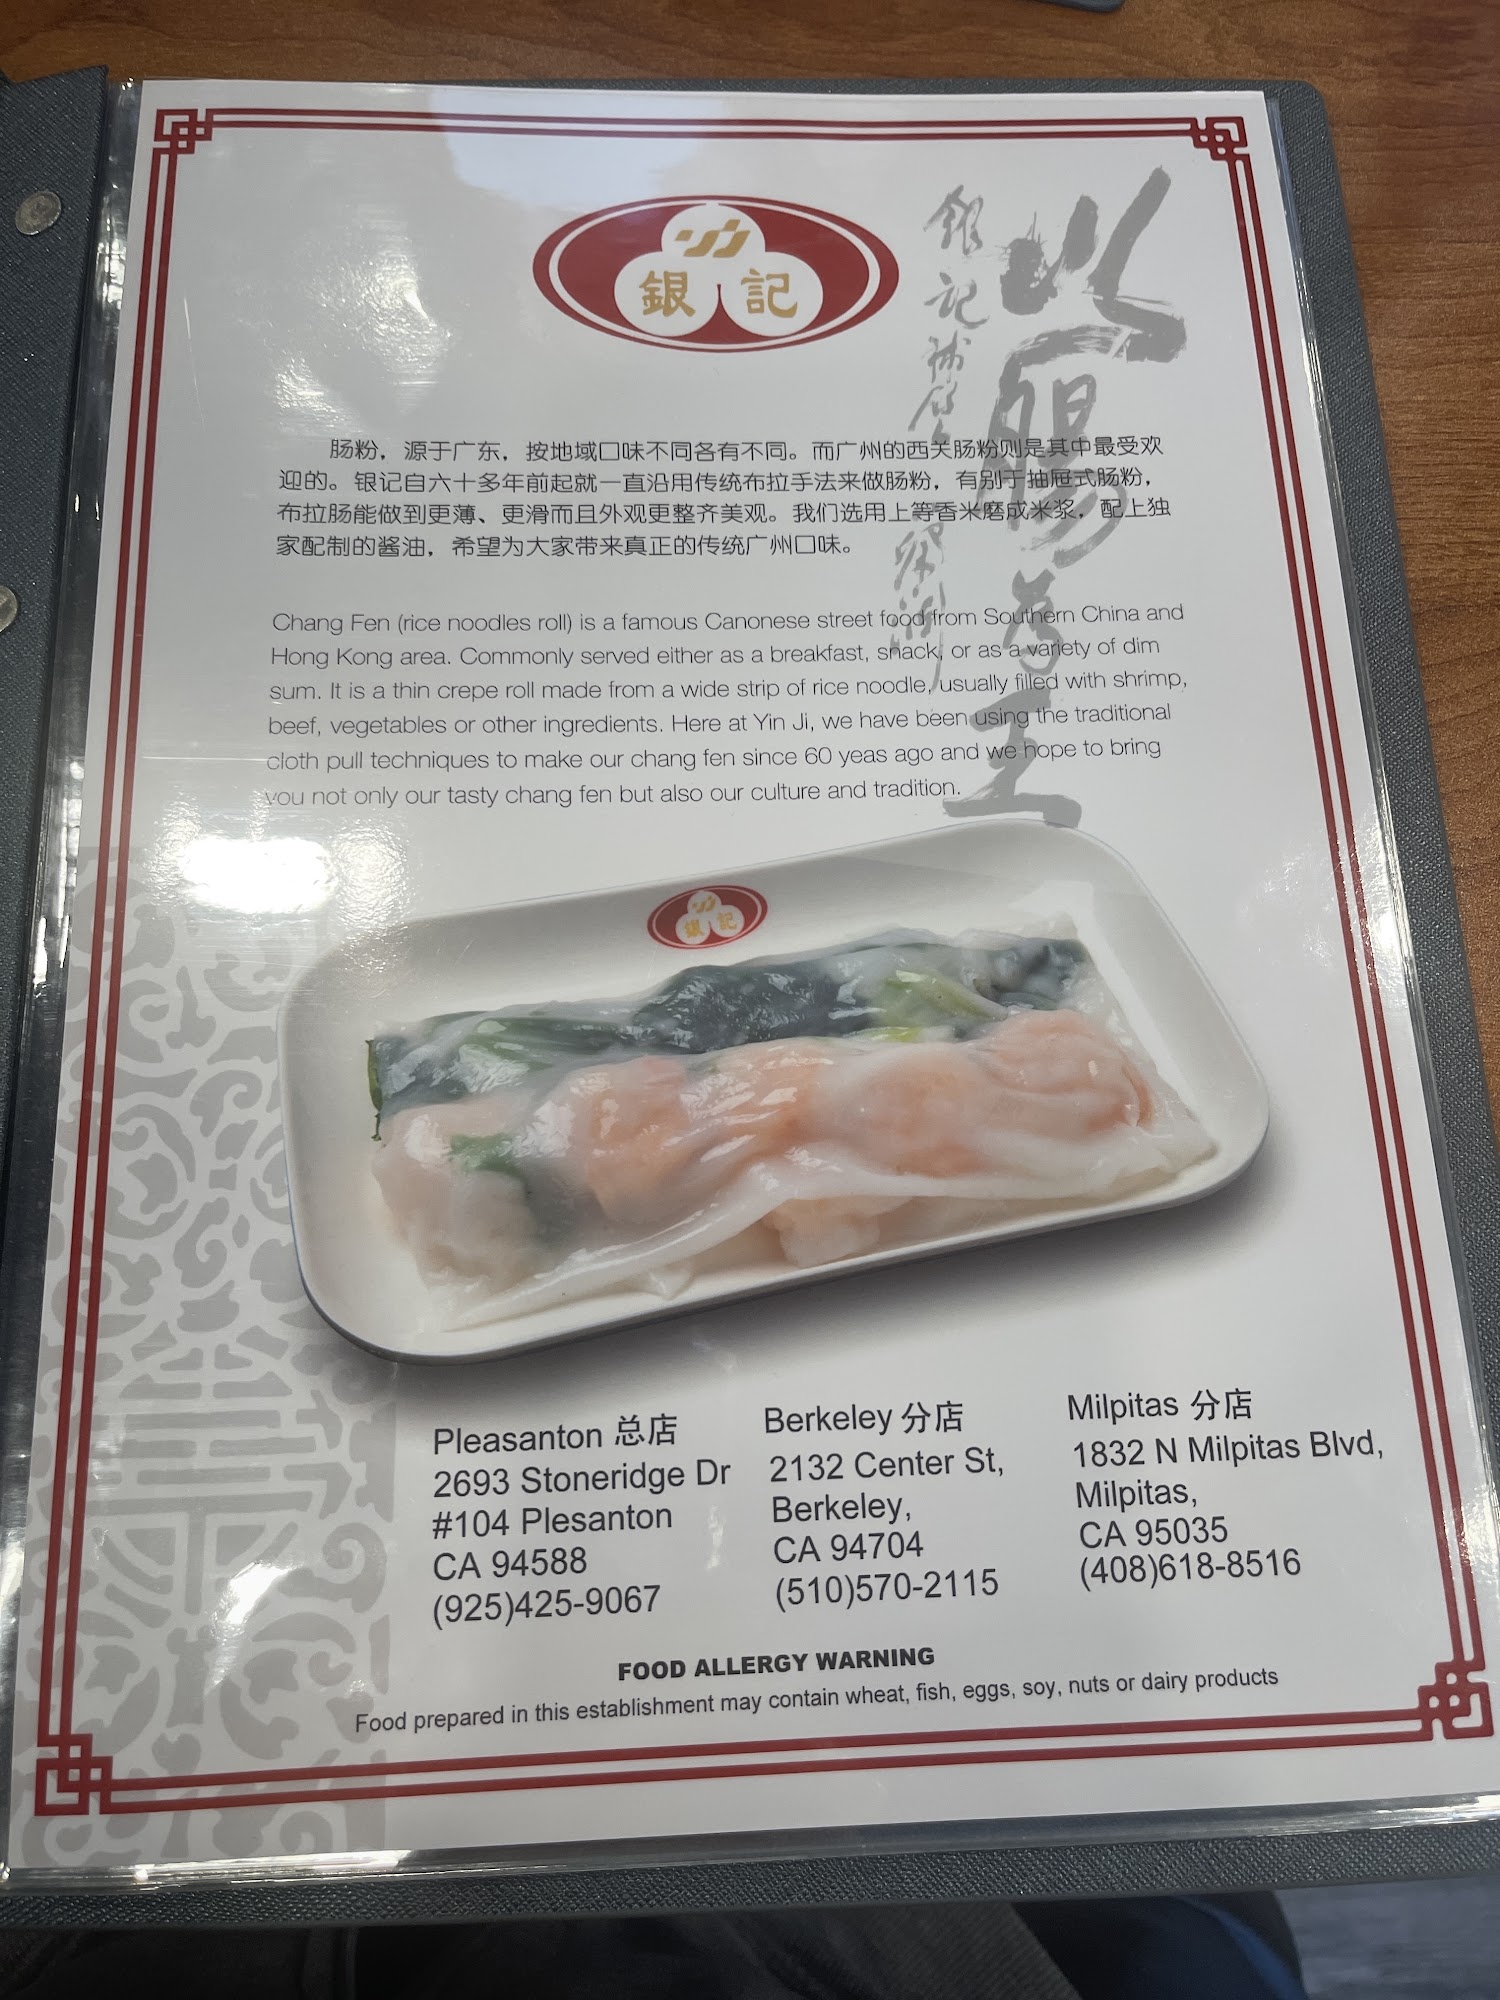 銀記
以腸为王
銀記
肠粉，源于广东，按地域口味不同各有不同。而广州的西关肠粉则是其中最受欢
迎的。银记自六十多年前起就一直沿用传统布拉手法来做肠粉，有别于抽屉式肠粉，
布拉肠能做到更薄、更滑而且外观更整齐美观。我们选用上等香米磨成米浆，配上独
家配制的酱油，希望为大家带来真正的传统广州口味。
Chang Fen (rice noodles roll) is a famous Canonese street food from Southern China and
Hong Kong area. Commonly served either as a breakfast, snack, or as a variety of dim
sum. It is a thin crepe roll made from a wide strip of rice noodle, usually filled with shrimp,
beef, vegetables or other ingredients. Here at Yin Ji, we have been using the traditional
cloth pull techniques to make our chang fen since 60 yeas ago and we hope to bring
you not only our tasty chang fen but also our culture and tradition.
銀記
Pleasanton 总店
2693 Stoneridge Dr
#104 Plesanton
CA 94588
(925)425-9067
Berkeley 分店
2132 Center St,
Berkeley,
CA 94704
(510)570-2115
Milpitas 分店
1832 N Milpitas Blvd,
Milpitas,
CA 95035
(408)618-8516
FOOD ALLERGY WARNING
Food prepared in this establishment may contain wheat, fish, eggs, soy, nuts or dairy products